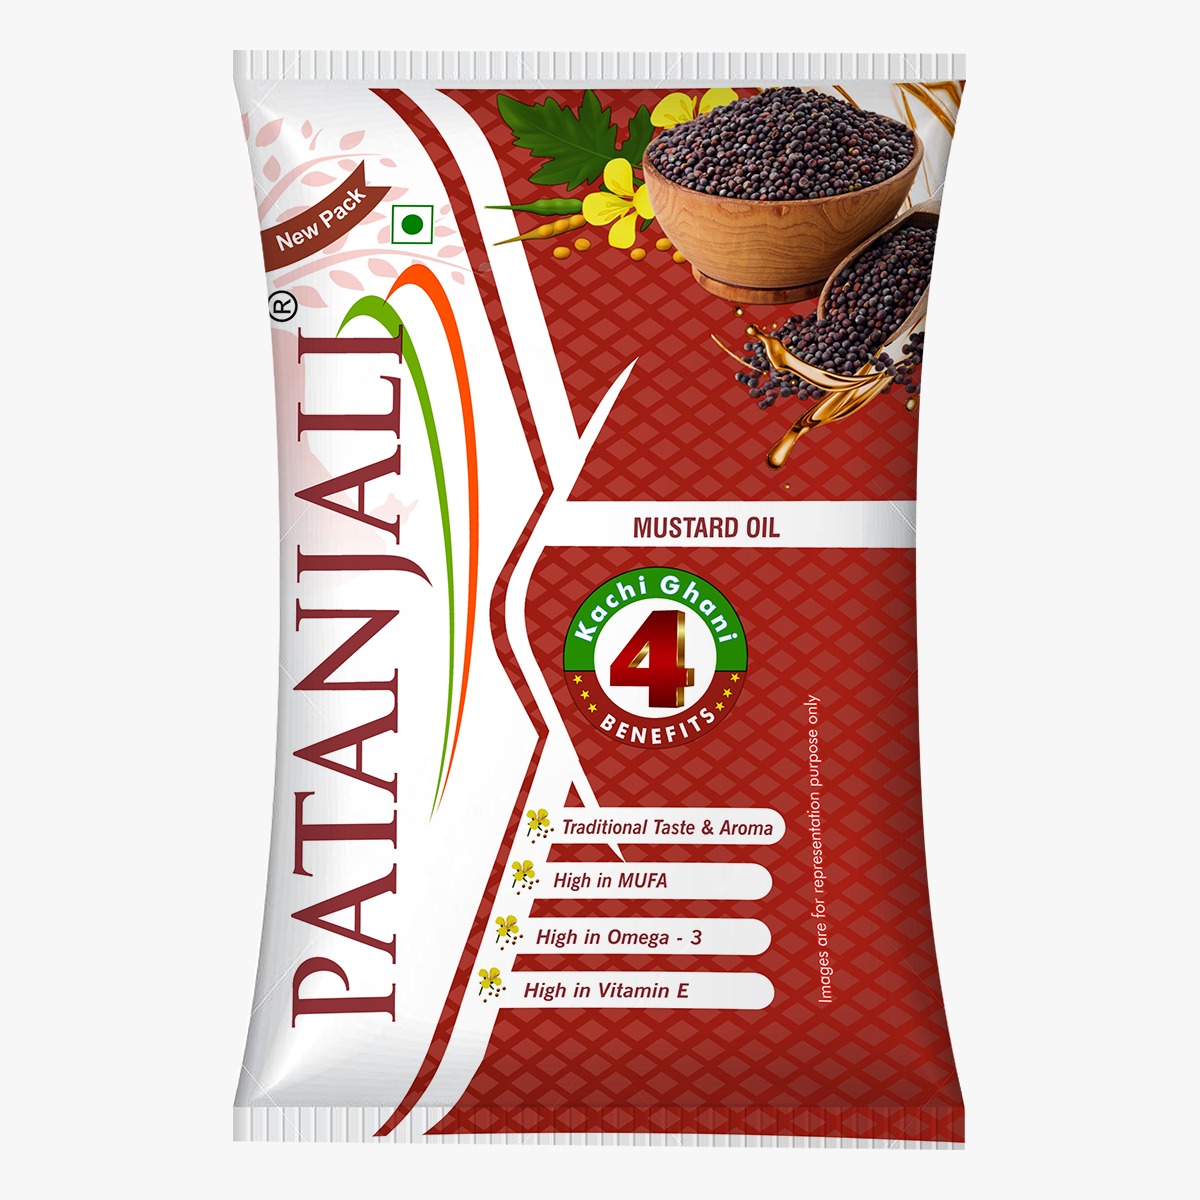 New Pack
PATANJALI®
MUSTARD OIL
Kachi Ghani
4
BENEFITS
Traditional Taste & Aroma
High in MUFA
High in Omega - 3
High in Vitamin E
Images are for representation purpose only